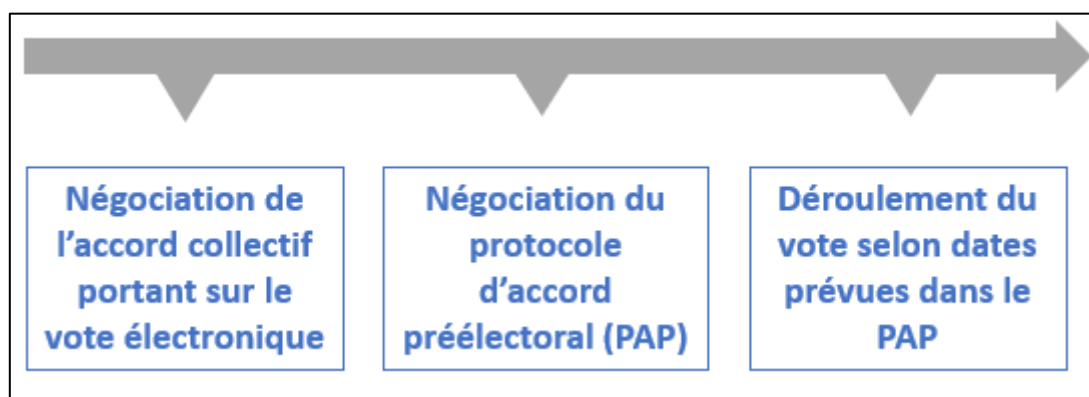 Négociation de
l’accord collectif
portant sur le
vote électronique
Négociation du
protocole
d’accord
préélectoral (PAP)
Déroulement du
vote selon dates
prévues dans le
PAP